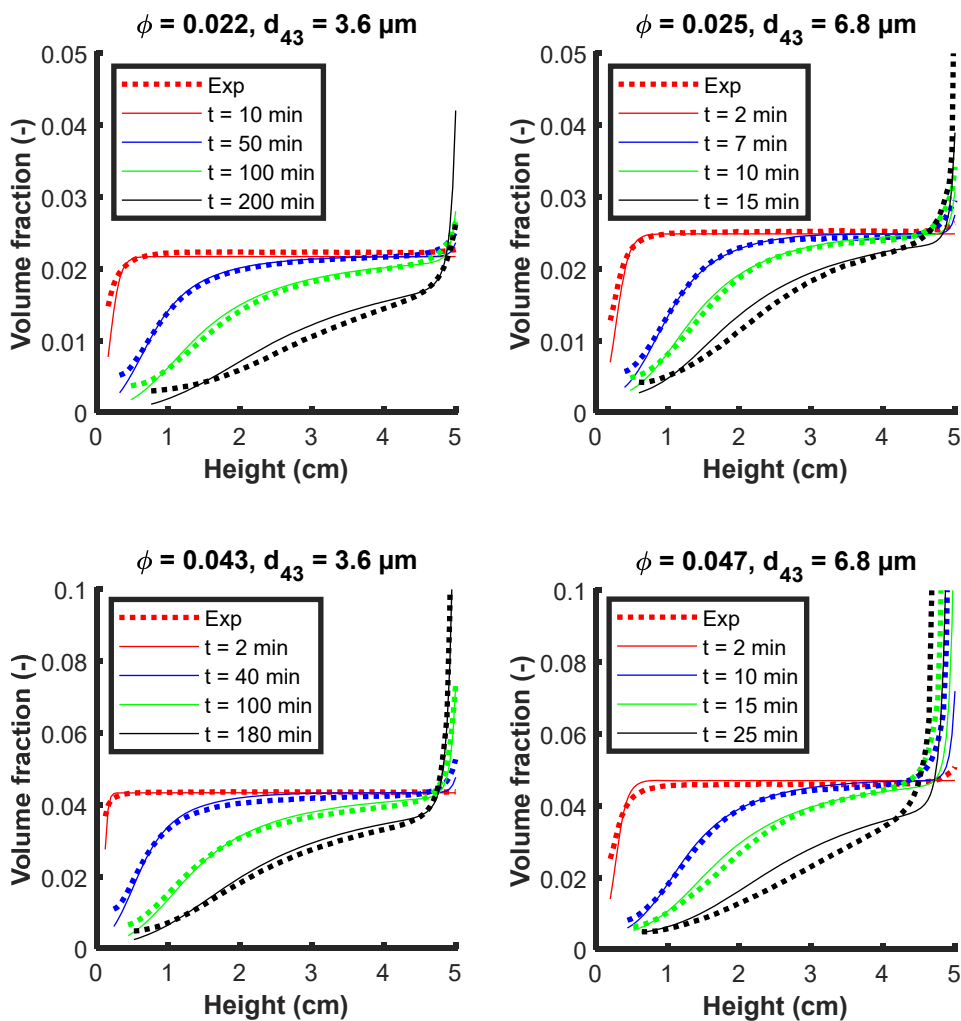 ϕ = 0.022, d43 = 3.6 µm
Volume fraction (-)
0.05
0.04
0.03
0.02
0.01
0
Exp
t = 10 min
t = 50 min
t = 100 min
t = 200 min
0 1 2 3 4 5
Height (cm)
ϕ = 0.025, d43 = 6.8 µm
Volume fraction (-)
0.05
0.04
0.03
0.02
0.01
0
Exp
t = 2 min
t = 7 min
t = 10 min
t = 15 min
0 1 2 3 4 5
Height (cm)
ϕ = 0.043, d43 = 3.6 µm
Volume fraction (-)
0.1
0.08
0.06
0.04
0.02
0
Exp
t = 2 min
t = 40 min
t = 100 min
t = 180 min
0 1 2 3 4 5
Height (cm)
ϕ = 0.047, d43 = 6.8 µm
Volume fraction (-)
0.1
0.08
0.06
0.04
0.02
0
Exp
t = 2 min
t = 10 min
t = 15 min
t = 25 min
0 1 2 3 4 5
Height (cm)